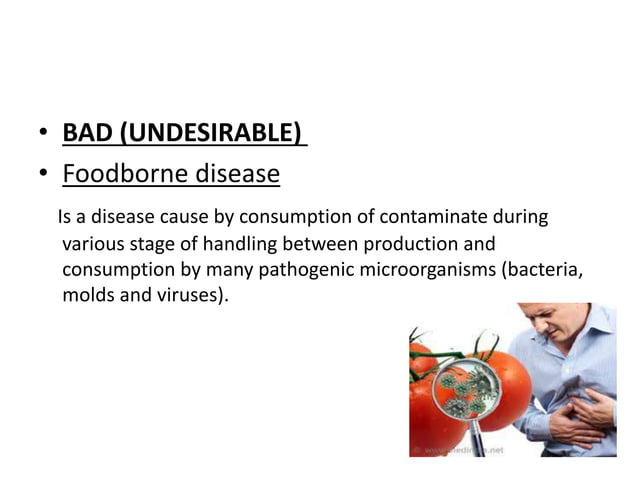 • BAD (UNDESIRABLE)
• Foodborne disease
Is a disease cause by consumption of contaminate during
various stage of handling between production and
consumption by many pathogenic microorganisms (bacteria,
molds and viruses).